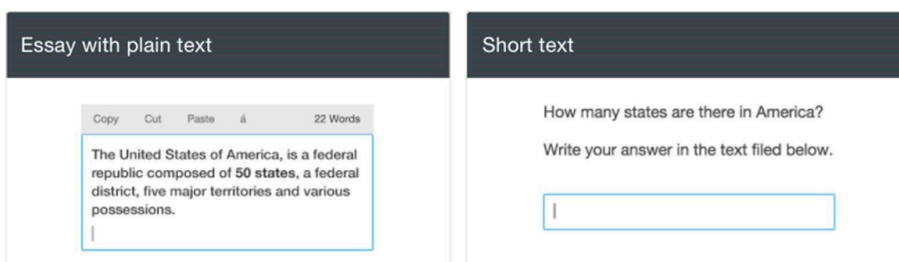 Essay with plain text
Copy Cut Paste á 22 Words
The United States of America, is a federal
republic composed of 50 states, a federal
district, five major territories and various
possessions.
Short text
How many states are there in America?
Write your answer in the text filed below.